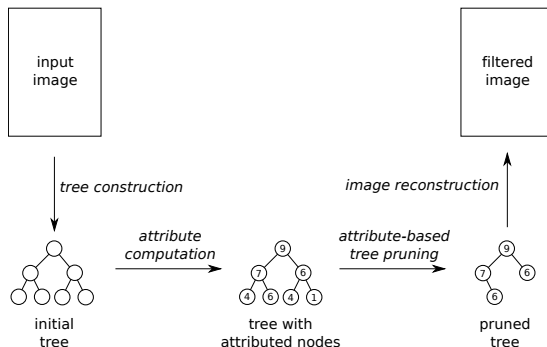 input
image
filtered
image
tree construction
image reconstruction
attribute
computation
attribute-based
tree pruning
9
7
6
4
6
4
1
9
7
6
6
initial
tree
tree with
attributed nodes
pruned
tree